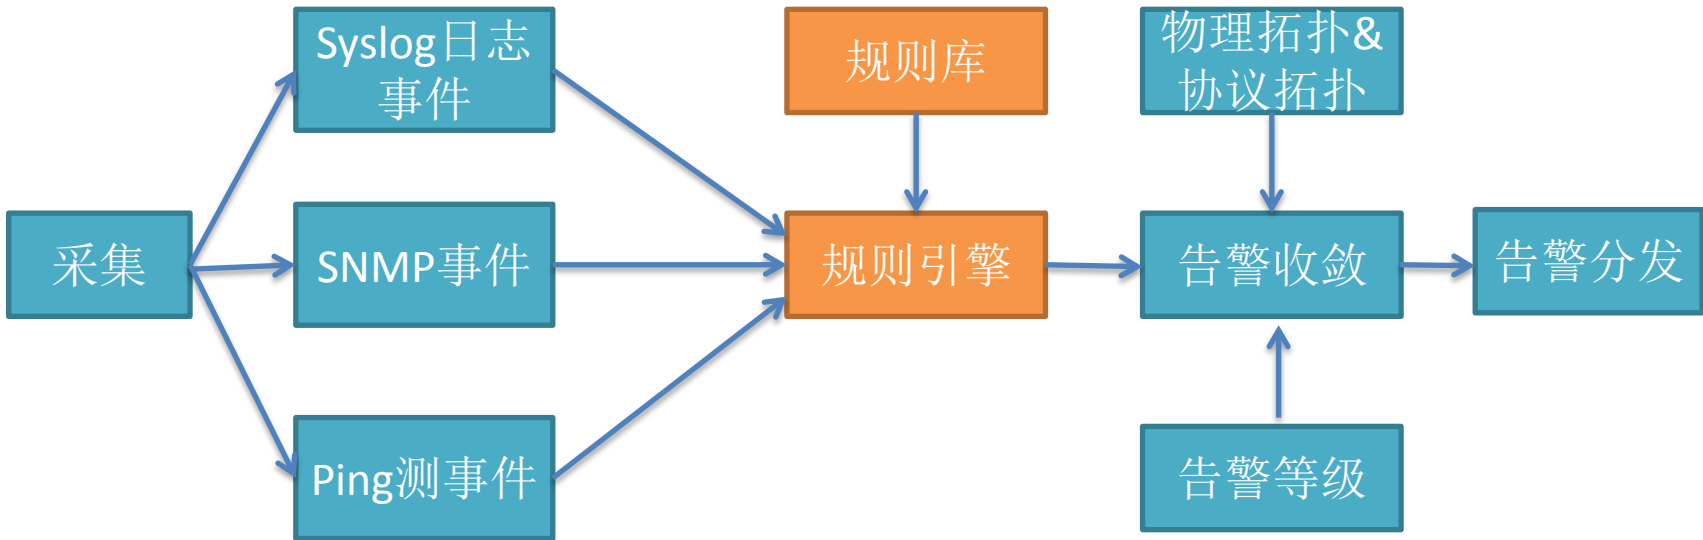 采集
Syslog日志
事件
SNMP事件
Ping测事件
规则库
规则引擎
物理拓扑&
协议拓扑
告警收敛
告警等级
告警分发